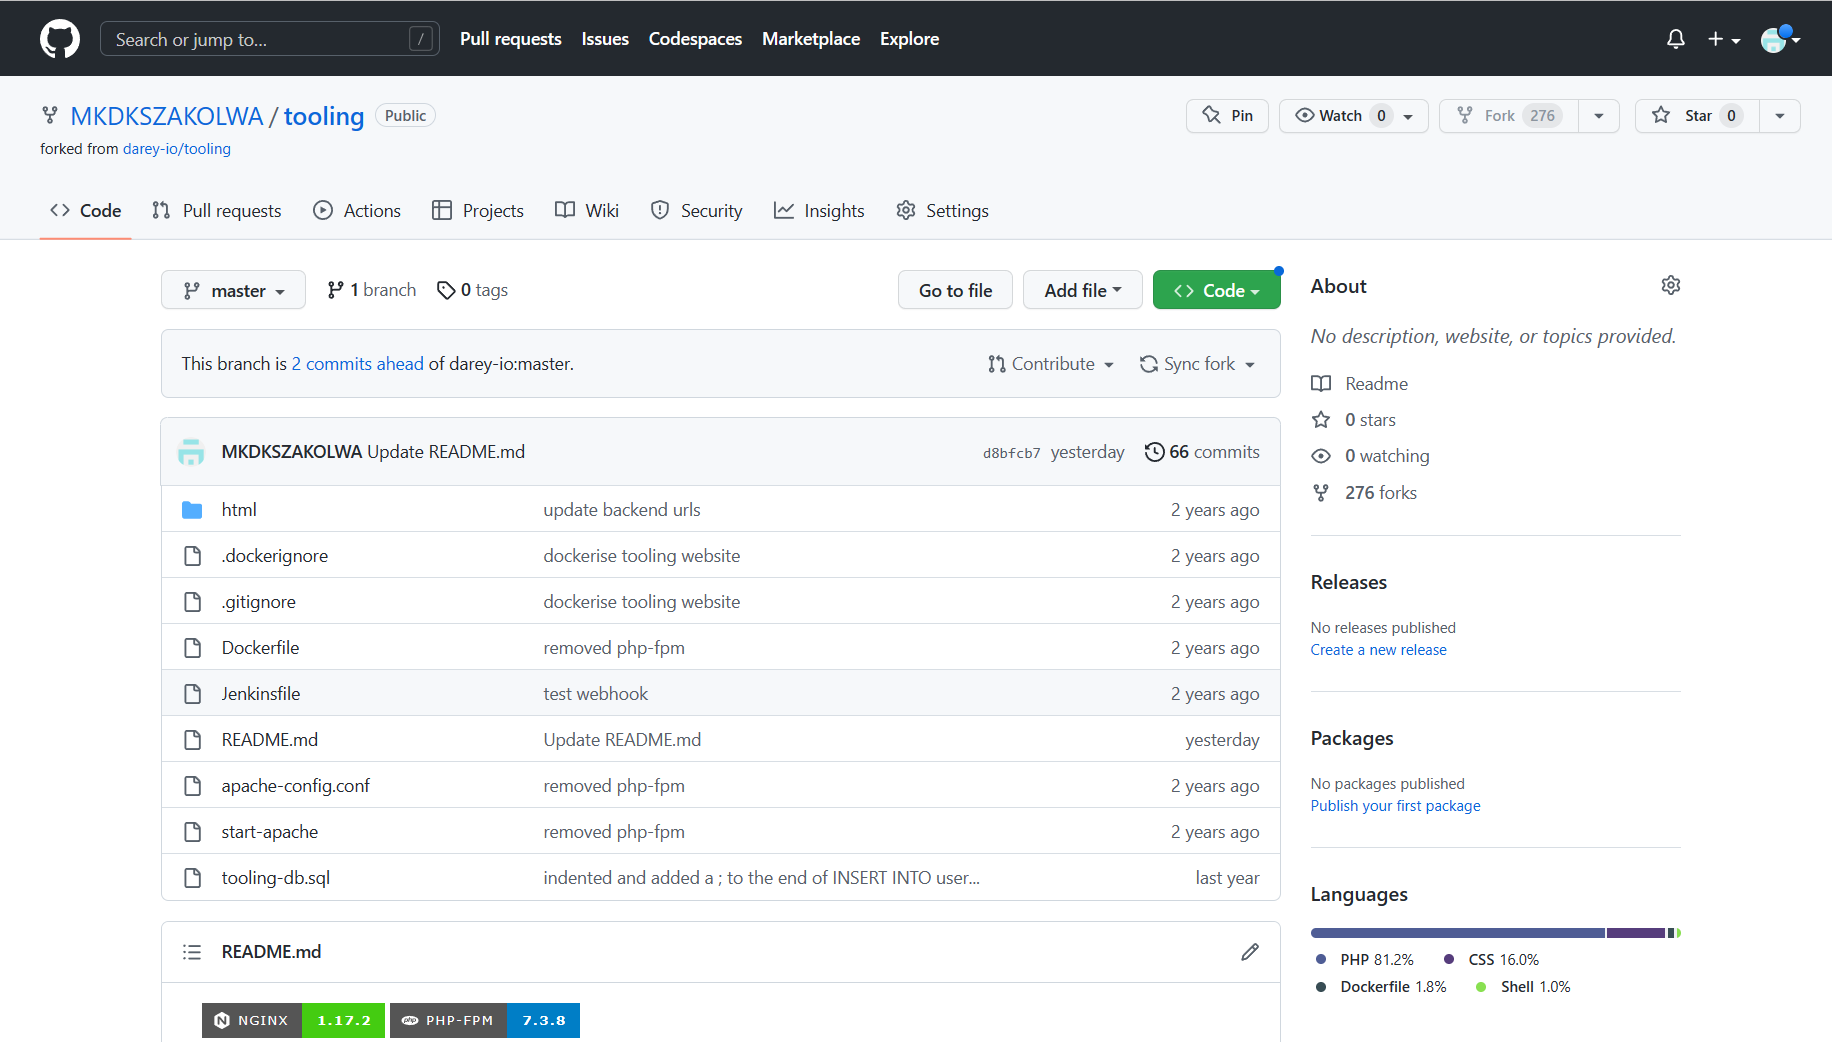 Search or jump to... / Pull requests Issues Codespaces Marketplace Explore
MKDKSZAKOLWA / tooling Public Pin Watch 0 Fork 276 Star 0
forked from darey-io/tooling
Code Pull requests Actions Projects Wiki Security Insights Settings
master 1 branch 0 tags Go to file Add file Code
This branch is 2 commits ahead of darey-io:master. Contribute Sync fork
MKDKSZAKOLWA Update README.md d8bfcb7 yesterday 66 commits
html update backend urls 2 years ago
.dockerignore dockerise tooling website 2 years ago
.gitignore dockerise tooling website 2 years ago
Dockerfile removed php-fpm 2 years ago
Jenkinsfile test webhook 2 years ago
README.md Update README.md yesterday
apache-config.conf removed php-fpm 2 years ago
start-apache removed php-fpm 2 years ago
tooling-db.sql indented and added a ; to the end of INSERT INTO user... last year
README.md
NGINX 1.17.2 php PHP-FPM 7.3.8
About
No description, website, or topics provided.
Readme
0 stars
0 watching
276 forks
Releases
No releases published
Create a new release
Packages
No packages published
Publish your first package
Languages
PHP 81.2% CSS 16.0%
Dockerfile 1.8% Shell 1.0%